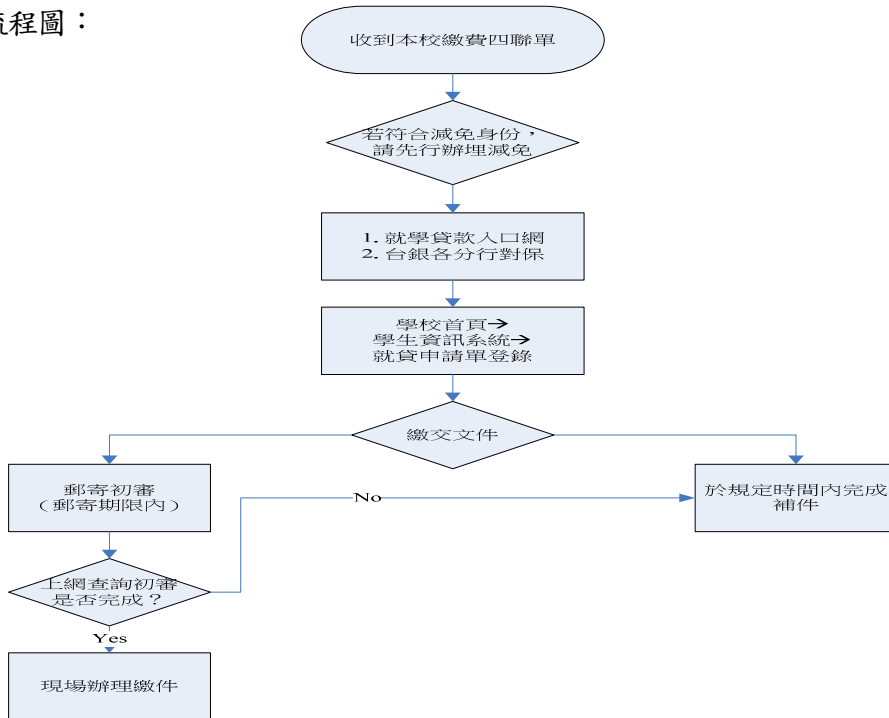 流程圖：
收到本校繳費四聯單
若符合減免身份，
請先行辦理減免
1. 就學貸款入口網
2. 台銀各分行對保
學校首頁→
學生資訊系統→
就貸申請單登錄
繳交文件
郵寄初審
（郵寄期限內）
No
於規定時間內完成
補件
上網查詢初審
是否完成？
Yes
現場辦理繳件